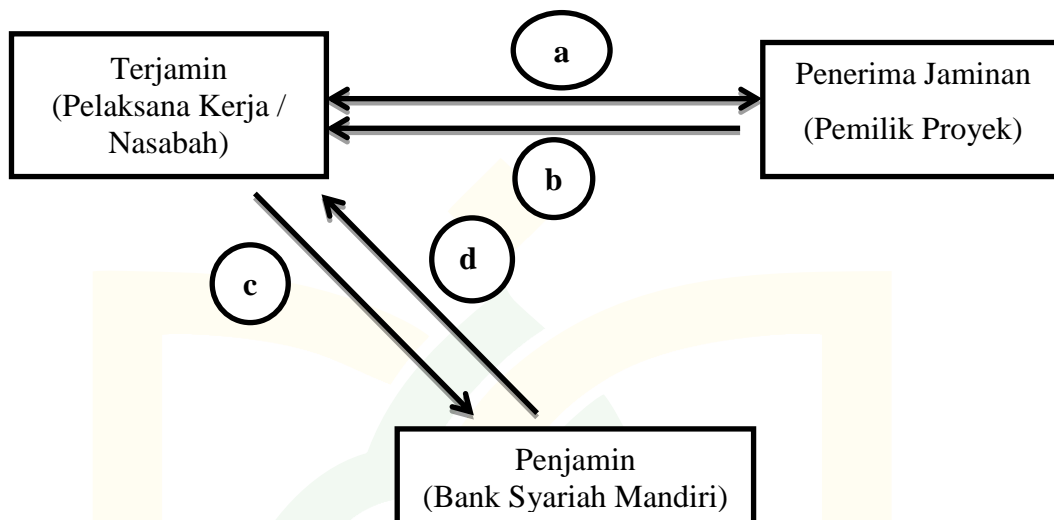 Terjamin
(Pelaksana Kerja /
Nasabah)
a
Penerima Jaminan
(Pemilik Proyek)
b
d
c
Penjamin
(Bank Syariah Mandiri)